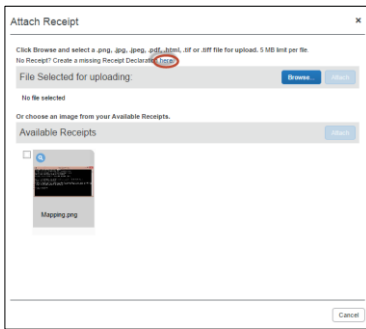 Attach Receipt
×
Click Browse and select a .png, .jpg, .jpeg, .pdf, .html, .tif or .tiff file for upload. 5 MB limit per file.
No Receipt? Create a missing Receipt Declaration here
File Selected for uploading:
Browse...
Attach
No file selected
Or choose an image from your Available Receipts.
Available Receipts
Attach
Mapping.png
Cancel